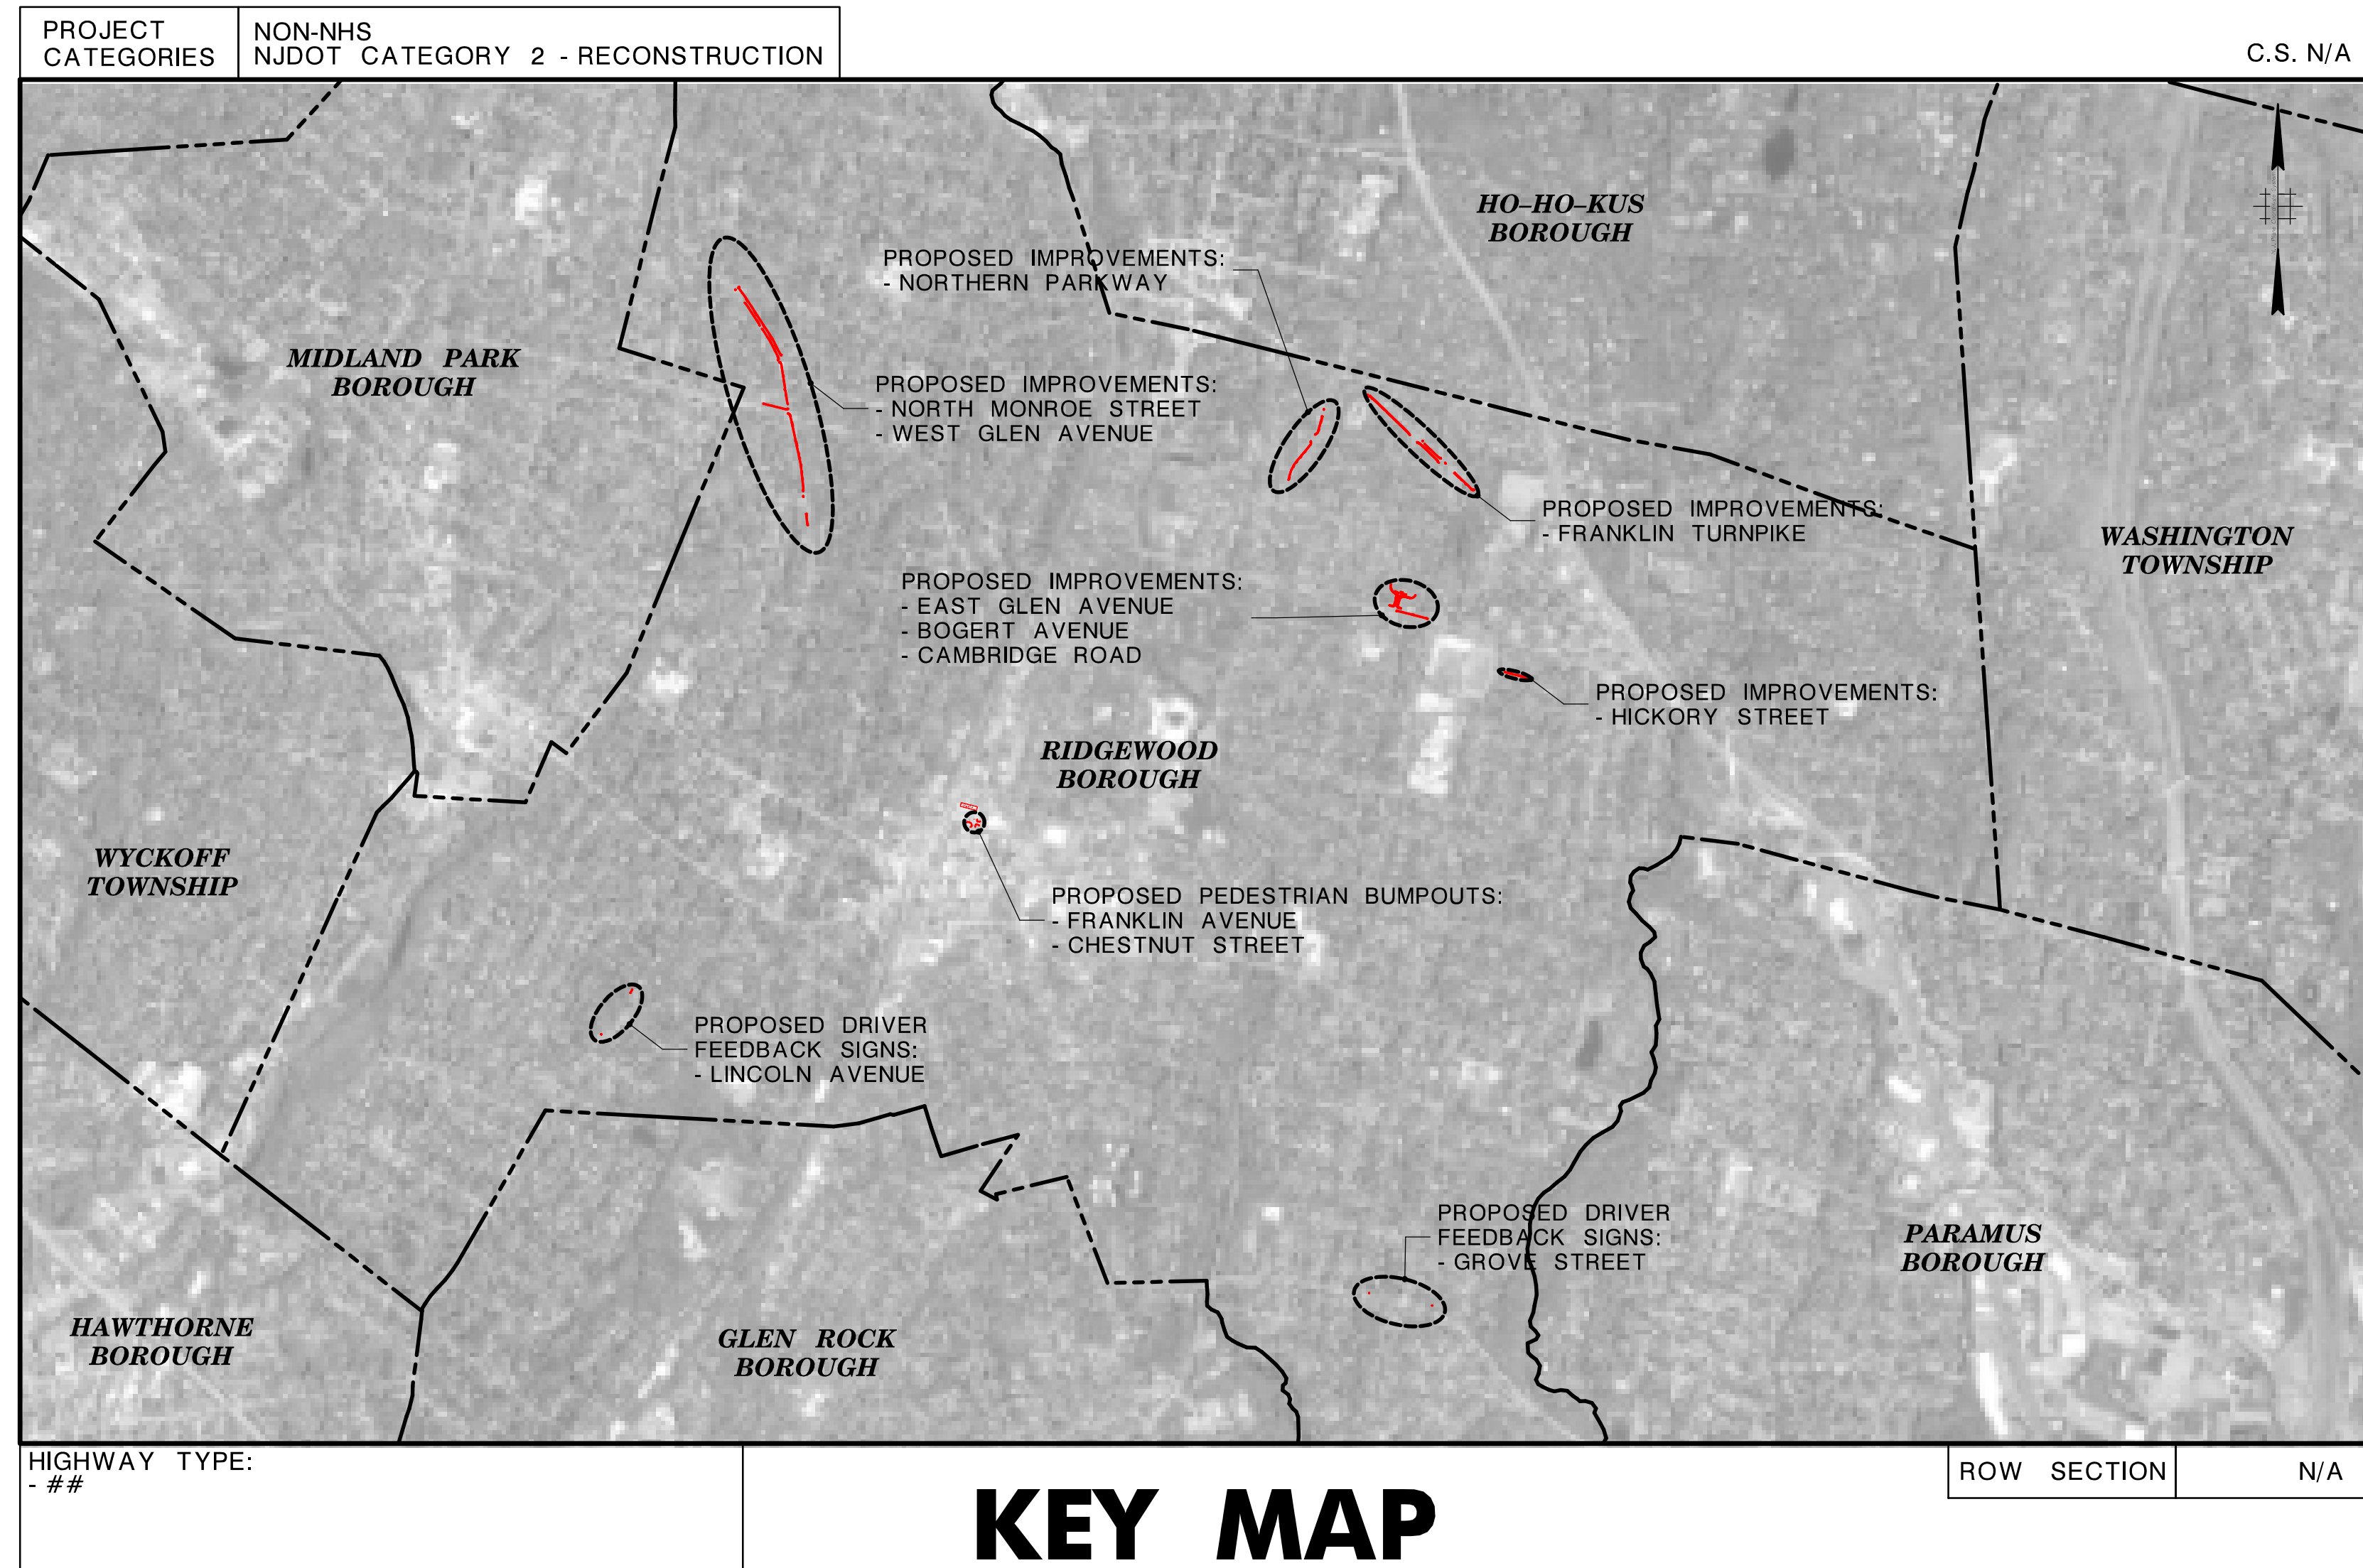 PROJECT
CATEGORIES
NON-NHS
NJDOT CATEGORY 2 - RECONSTRUCTION
C.S. N/A
HO-HO-KUS
BOROUGH
PROPOSED IMPROVEMENTS:
- NORTHERN PARKWAY
MIDLAND PARK
BOROUGH
PROPOSED IMPROVEMENTS:
- NORTH MONROE STREET
- WEST GLEN AVENUE
PROPOSED IMPROVEMENTS:
- FRANKLIN TURNPIKE
WASHINGTON
TOWNSHIP
PROPOSED IMPROVEMENTS:
- EAST GLEN AVENUE
- BOGERT AVENUE
- CAMBRIDGE ROAD
PROPOSED IMPROVEMENTS:
- HICKORY STREET
RIDGEWOOD
BOROUGH
WYCKOFF
TOWNSHIP
PROPOSED PEDESTRIAN BUMPOUTS:
- FRANKLIN AVENUE
- CHESTNUT STREET
PROPOSED DRIVER
FEEDBACK SIGNS:
- LINCOLN AVENUE
PROPOSED DRIVER
FEEDBACK SIGNS:
- GROVE STREET
PARAMUS
BOROUGH
HAWTHORNE
BOROUGH
GLEN ROCK
BOROUGH
HIGHWAY TYPE:
- ##
ROW SECTION
N/A
KEY MAP